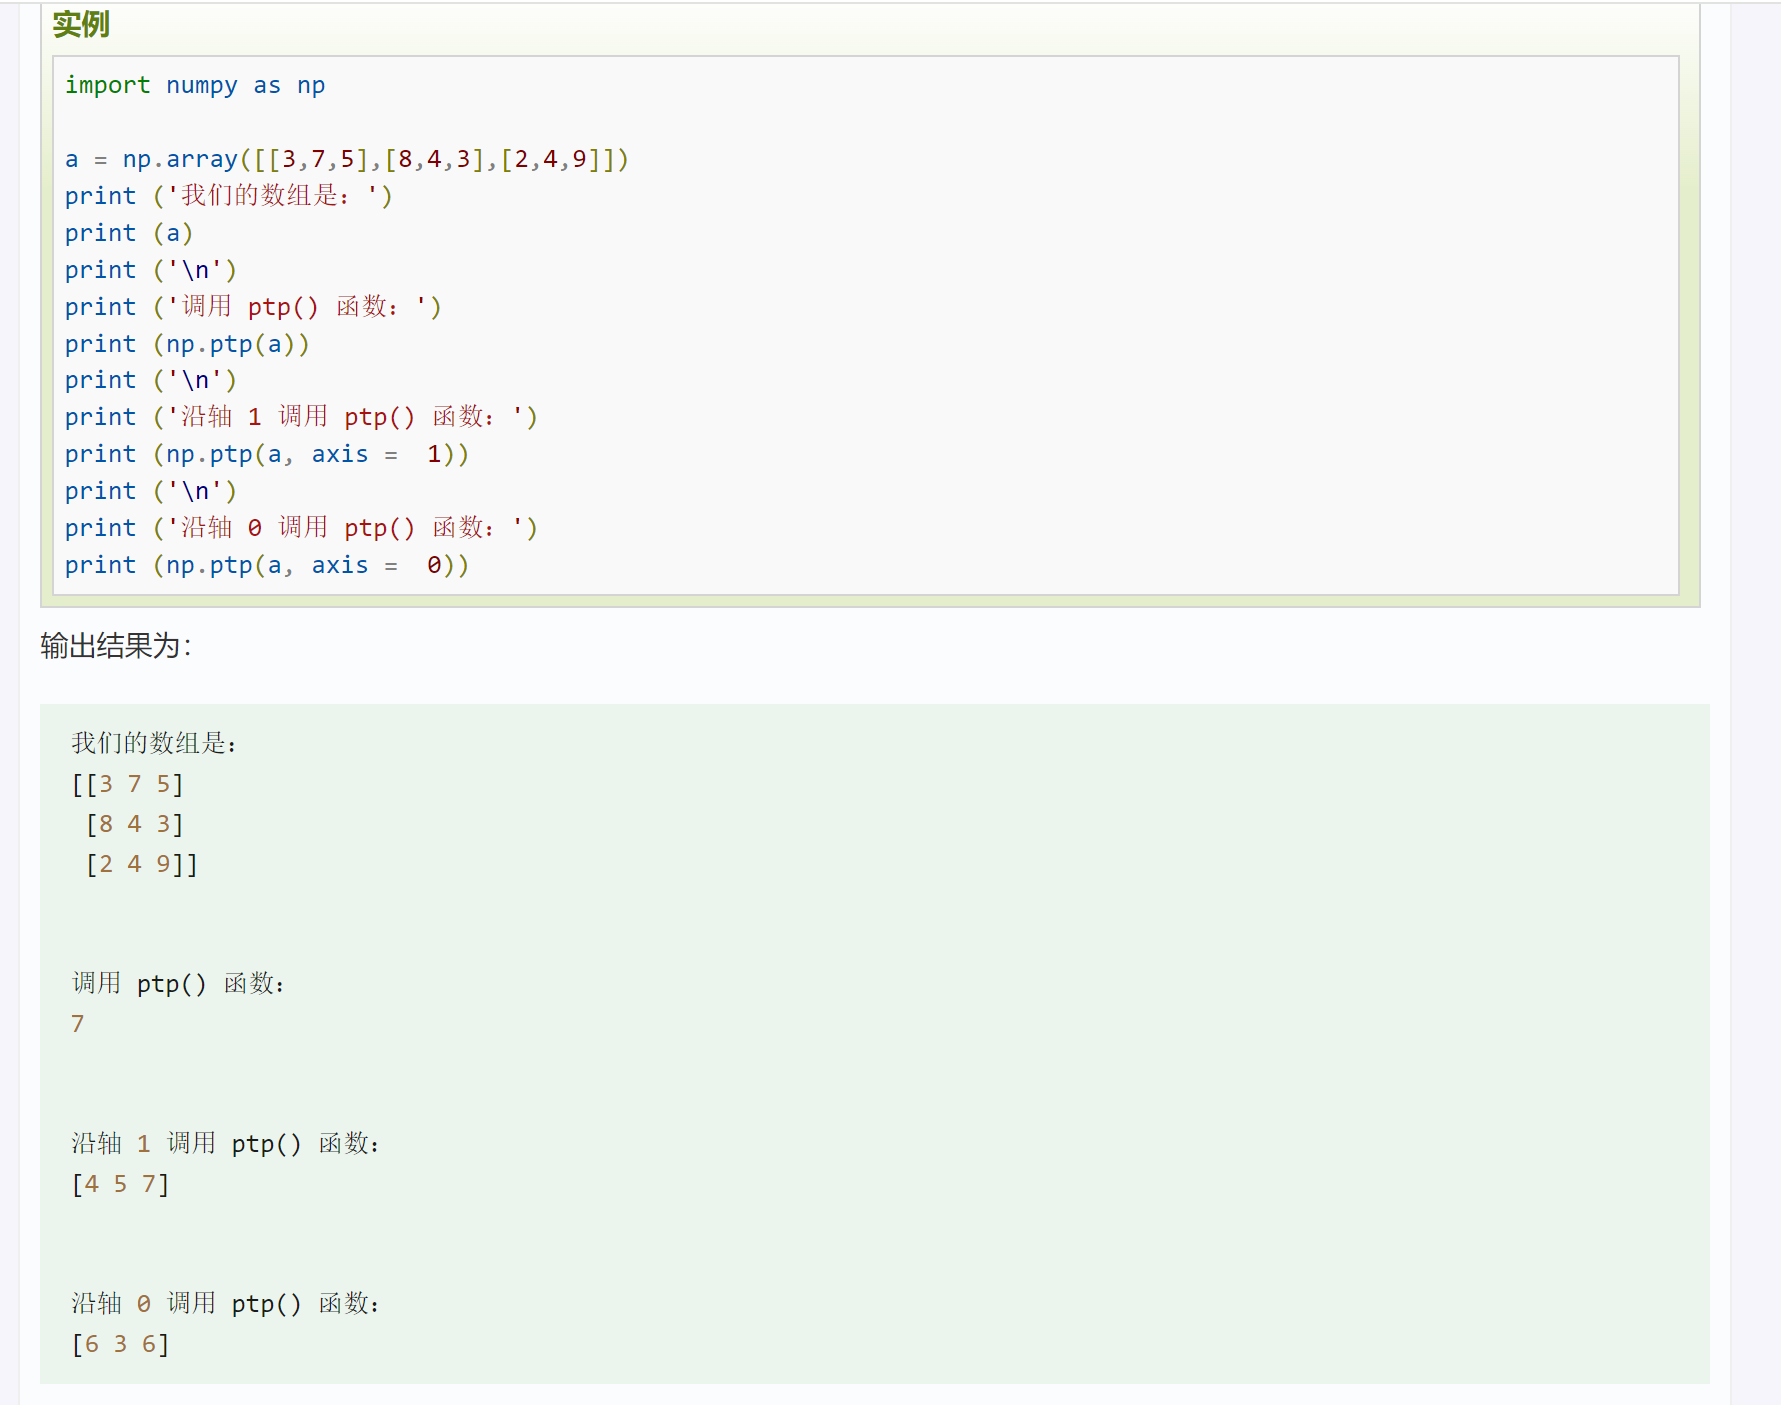 实例
import numpy as np
a = np.array([[3,7,5],[8,4,3],[2,4,9]])
print ('我们的数组是：')
print (a)
print ('\n')
print ('调用 ptp() 函数：')
print (np.ptp(a))
print ('\n')
print ('沿轴 1 调用 ptp() 函数：')
print (np.ptp(a, axis =  1))
print ('\n')
print ('沿轴 0 调用 ptp() 函数：')
print (np.ptp(a, axis =  0))
输出结果为：
我们的数组是：
[[3 7 5]
 [8 4 3]
 [2 4 9]]
调用 ptp() 函数：
7
沿轴 1 调用 ptp() 函数：
[4 5 7]
沿轴 0 调用 ptp() 函数：
[6 3 6]